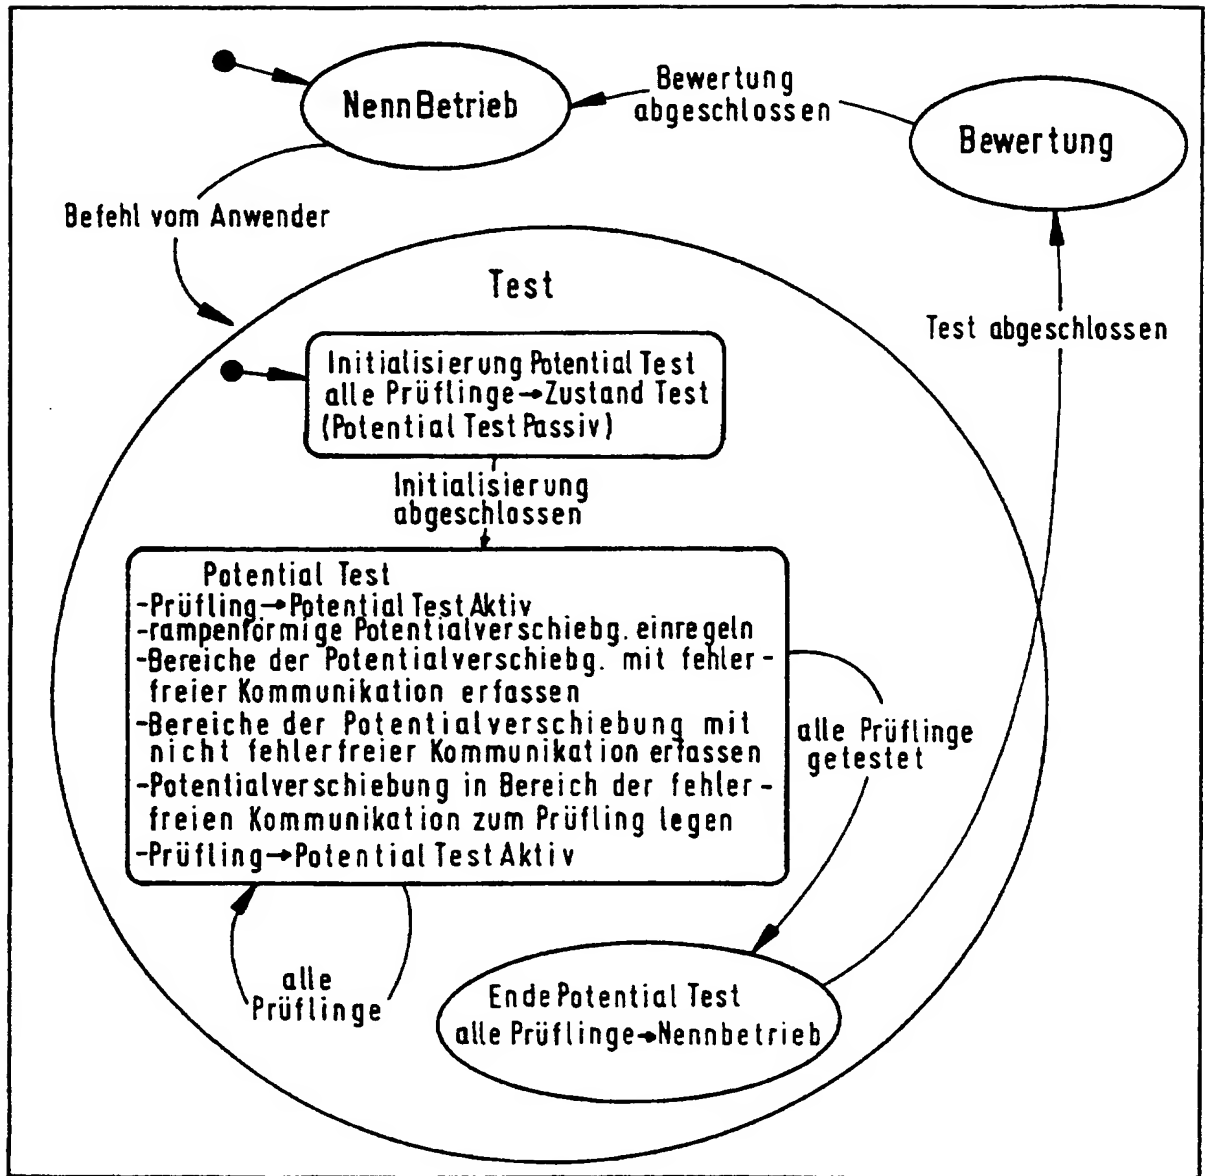 NennBetrieb
Bewertung
abgeschlossen
Bewertung
Befehl vom Anwender
Test
Test abgeschlossen
Initialisierung Potential Test
alle Prüflinge→Zustand Test
(Potential Test Passiv)
Initialisierung
abgeschlossen
Potential Test
-Prüfling→Potential Test Aktiv
-rampenförmige Potentialverschiebg. einregeln
-Bereiche der Potentialverschiebg. mit fehler-
freier Kommunikation erfassen
-Bereiche der Potentialverschiebung mit
nicht fehlerfreier Kommunikation erfassen
-Potentialverschiebung in Bereich der fehler-
freien Kommunikation zum Prüfling legen
-Prüfling→Potential Test Aktiv
alle Prüflinge
getestet
alle
Prüflinge
Ende Potential Test
alle Prüflinge→Nennbetrieb